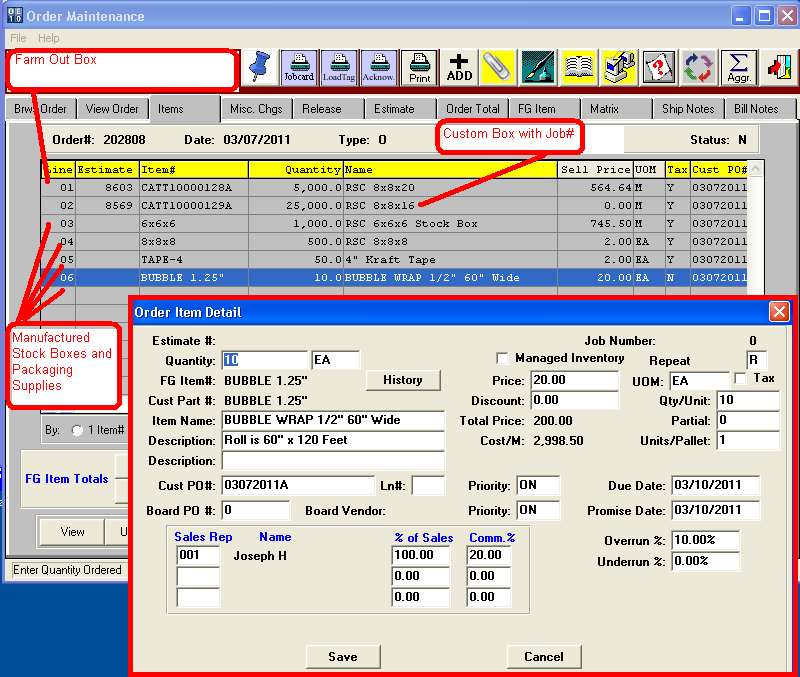 Order Maintenance
File Help
Farm Out Box
Jobcard LoadTag Acknow. Print ADD Aggr.
Brws Order View Order Items Misc. Chgs Release Estimate Order Total FG Item Matrix Ship Notes Bill Notes
Order#: 202808 Date: 03/07/2011 Type: O Status: N
Custom Box with Job#
Line Estimate Item# Quantity Name Sell Price UOM Tax Cust PO#
01 8603 CATT10000128A 5,000.0 RSC 8x8x20 564.64 M Y 03072011
02 8569 CATT10000129A 25,000.0 RSC 8x8x16 0.00 M Y 03072011
03 6x6x6 1,000.0 RSC 6x6x6 Stock Box 745.50 M Y 03072011
04 8x8x8 500.0 RSC 8x8x8 2.00 EA Y 03072011
05 TAPE-4 50.0 4" Kraft Tape 2.00 EA Y 03072011
06 BUBBLE 1.25" 10.0 BUBBLE WRAP 1/2" 60" Wide 20.00 EA N 03072011
Manufactured
Stock Boxes and
Packaging
Supplies
By: 1 Item#
FG Item Totals
View U
Enter Quantity Ordered
Order Item Detail
Estimate #: Job Number: 0
Quantity: 10 EA Managed Inventory Repeat R
FG Item#: BUBBLE 1.25" History Price: 20.00 UOM: EA Tax
Cust Part #: BUBBLE 1.25" Discount: 0.00 Qty/Unit: 10
Item Name: BUBBLE WRAP 1/2" 60" Wide Total Price: 200.00 Partial: 0
Description: Roll is 60" x 120 Feet Cost/M: 2,998.50 Units/Pallet: 1
Description:
Cust PO#: 03072011A Ln#: Priority: ON Due Date: 03/10/2011
Board PO #: 0 Board Vendor: Priority: ON Promise Date: 03/10/2011
Sales Rep Name % of Sales Comm.% Overrun %: 10.00%
001 Joseph H 100.00 20.00 Underrun %: 0.00%
0.00 0.00
0.00 0.00
Save Cancel